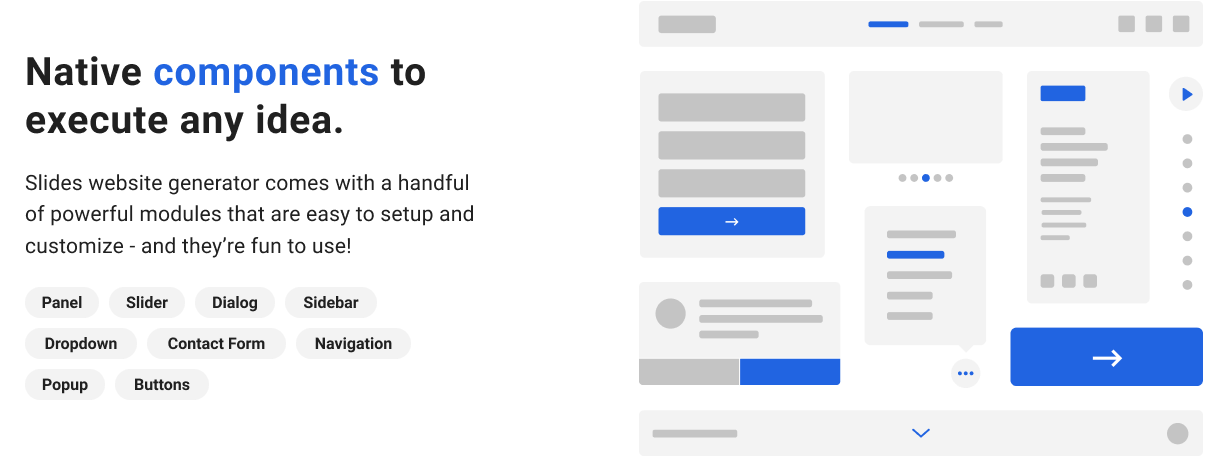 Native components to
execute any idea.
Slides website generator comes with a handful
of powerful modules that are easy to setup and
customize - and they’re fun to use!
Panel Slider Dialog Sidebar
Dropdown Contact Form Navigation
Popup Buttons